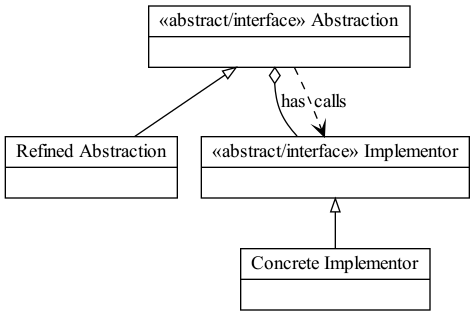 «abstract/interface» Abstraction
has calls
Refined Abstraction
«abstract/interface» Implementor
Concrete Implementor